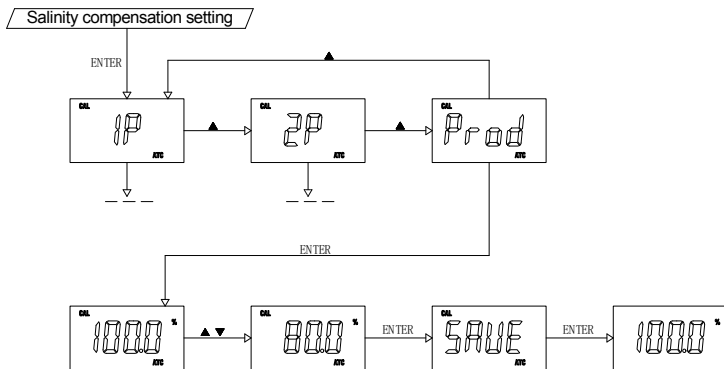 Salinity compensation setting
ENTER
▲
CAL
1P
ATC
▲
CAL
2P
ATC
▲
CAL
Prod
ATC
ENTER
CAL
100.0
%
ATC
▲ ▼
CAL
80.0
%
ATC
ENTER
CAL
SAVE
ATC
ENTER
100.0
%